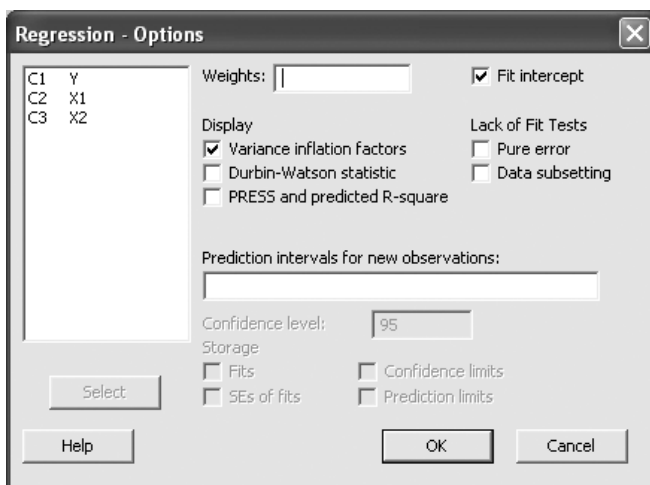 Regression - Options
C1 Y
C2 X1
C3 X2
Weights:
Fit intercept
Display
Lack of Fit Tests
Variance inflation factors
Pure error
Durbin-Watson statistic
Data subsetting
PRESS and predicted R-square
Prediction intervals for new observations:
Confidence level: 95
Storage
Fits
Confidence limits
SEs of fits
Prediction limits
Select
Help
OK
Cancel